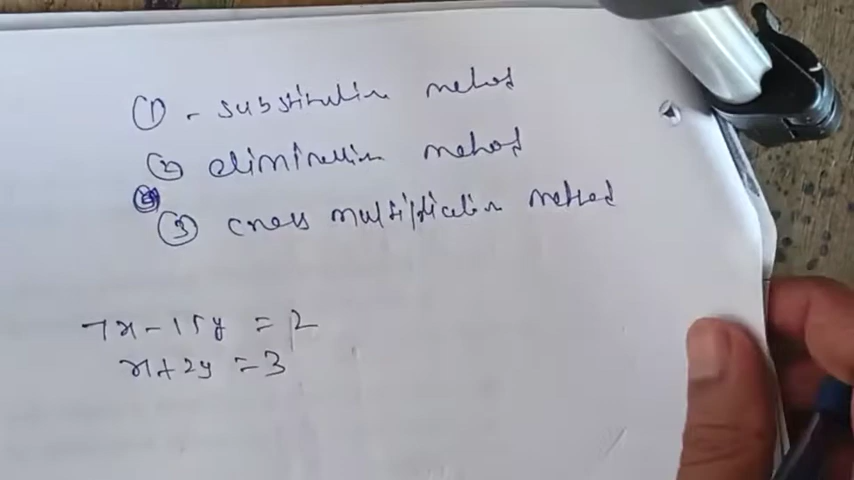 ① - substitution method
② elimination method
③ cross multiplication method
7x - 15y = 2
x + 2y = 3